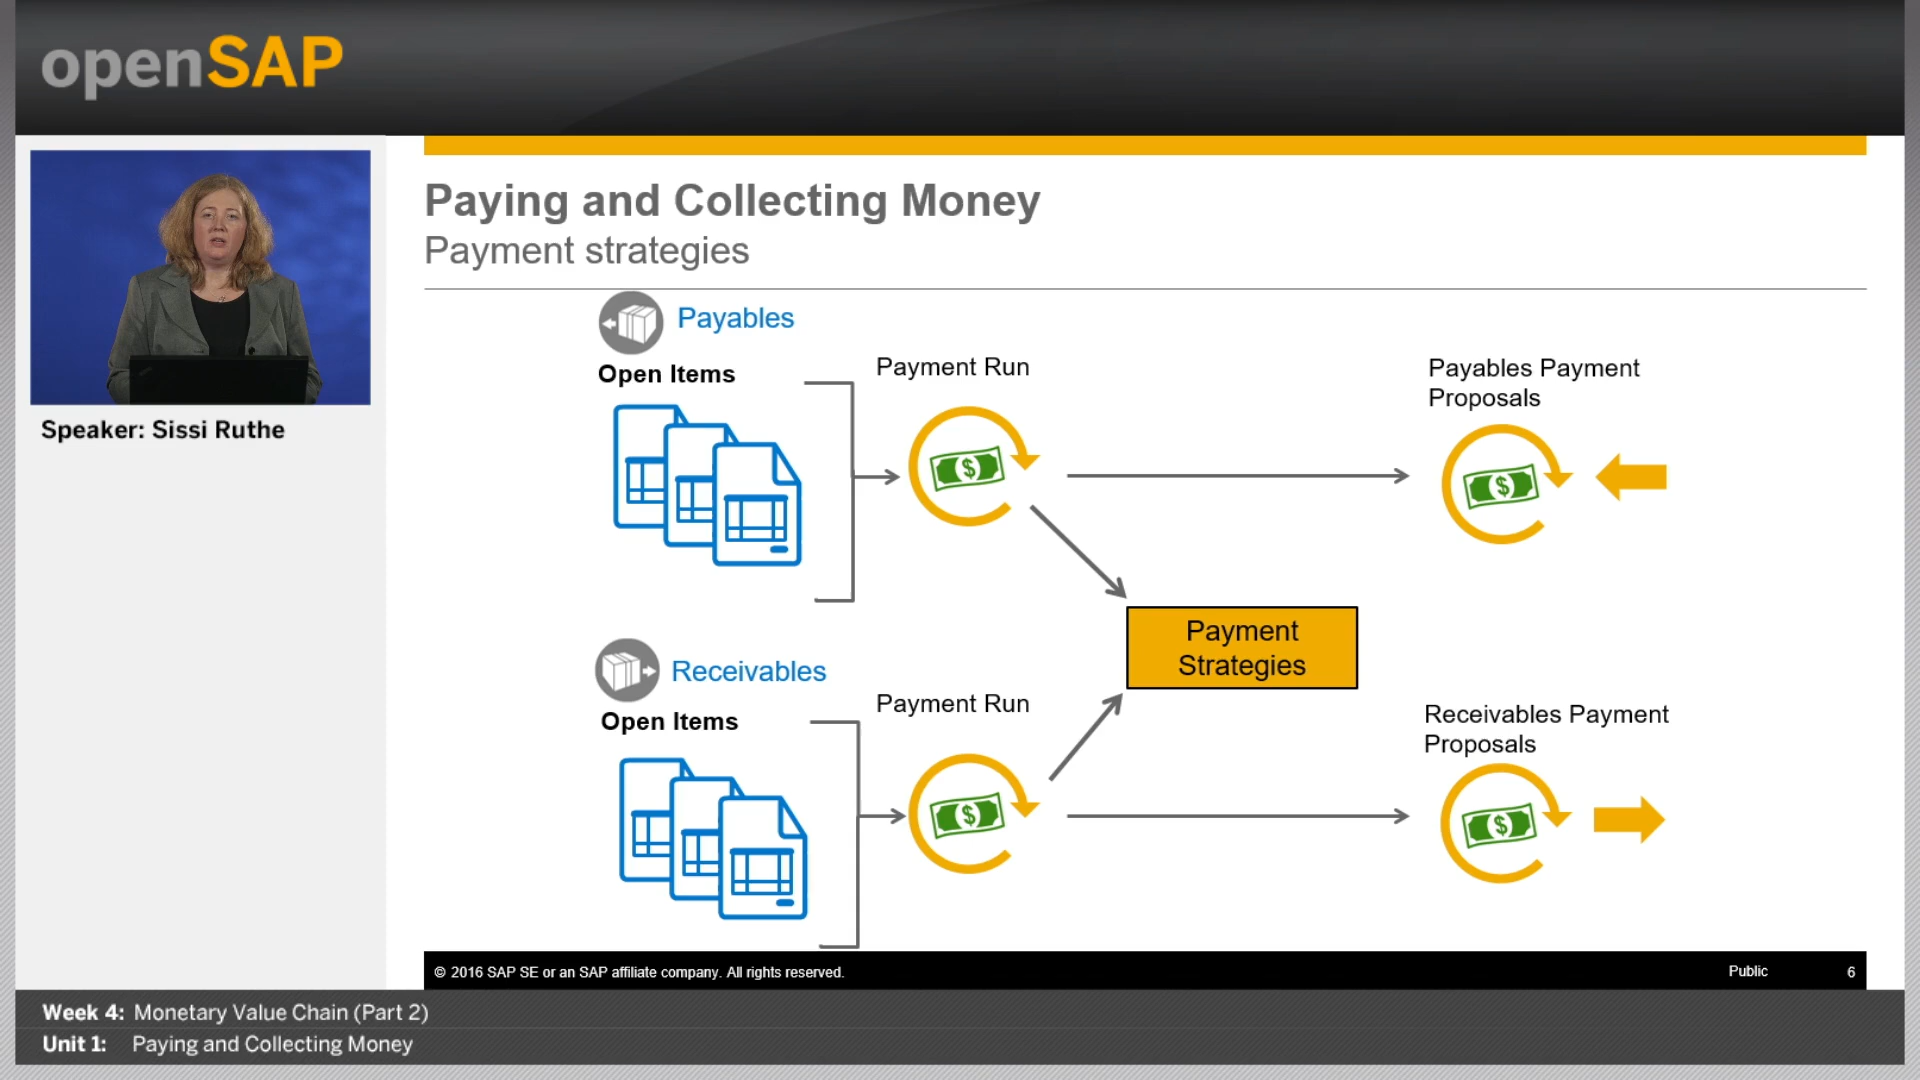 openSAP
Speaker: Sissi Ruthe
Paying and Collecting Money
Payment strategies
Payables
Open Items
Payment Run
Payables Payment
Proposals
Payment
Strategies
Receivables
Open Items
Payment Run
Receivables Payment
Proposals
© 2016 SAP SE or an SAP affiliate company. All rights reserved.
Public
6
Week 4: Monetary Value Chain (Part 2)
Unit 1: Paying and Collecting Money